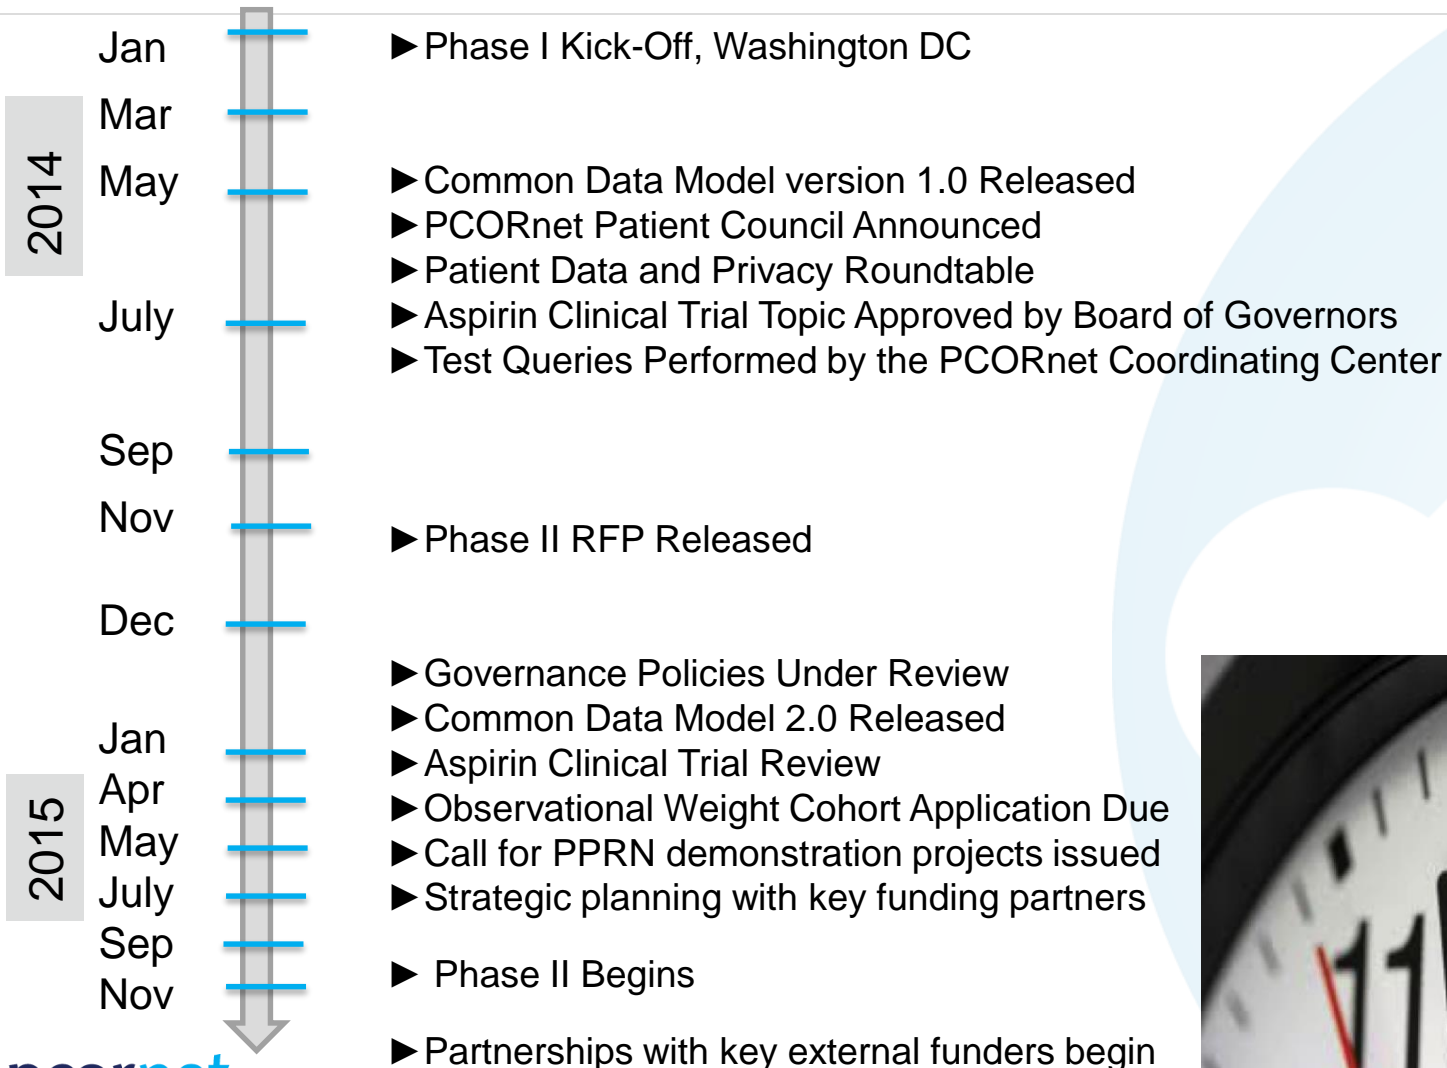 Jan
►Phase I Kick-Off, Washington DC
Mar
2014
May
►Common Data Model version 1.0 Released
►PCORnet Patient Council Announced
►Patient Data and Privacy Roundtable
July
►Aspirin Clinical Trial Topic Approved by Board of Governors
►Test Queries Performed by the PCORnet Coordinating Center
Sep
Nov
►Phase II RFP Released
Dec
►Governance Policies Under Review
►Common Data Model 2.0 Released
Jan
►Aspirin Clinical Trial Review
2015
Apr
►Observational Weight Cohort Application Due
May
►Call for PPRN demonstration projects issued
July
►Strategic planning with key funding partners
Sep
► Phase II Begins
Nov
►Partnerships with key external funders begin
pcornet
11